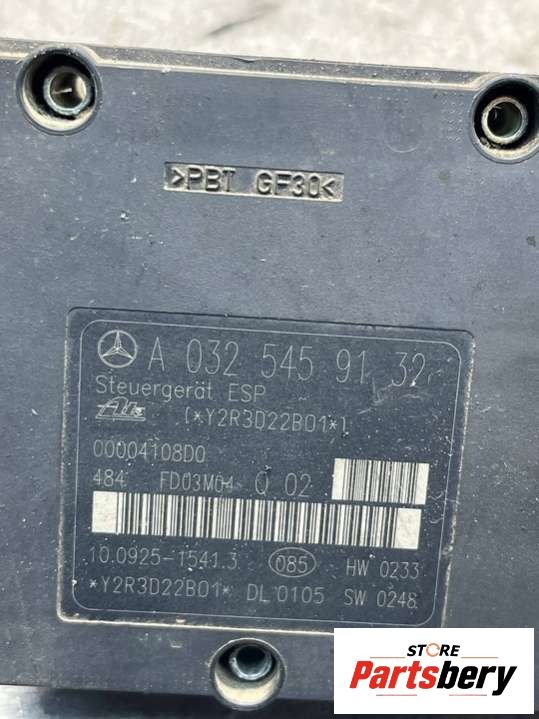 >PBT GF30<
A 032 545 91 32
Steuergerät ESP
Ate (*Y2R3D22B01*)
00004108D0
484 FD03M04 Q 02
10.0925-1541.3 085 HW 0233
*Y2R3D22B01* DL 0105 SW 0248
STORE
Partsbery